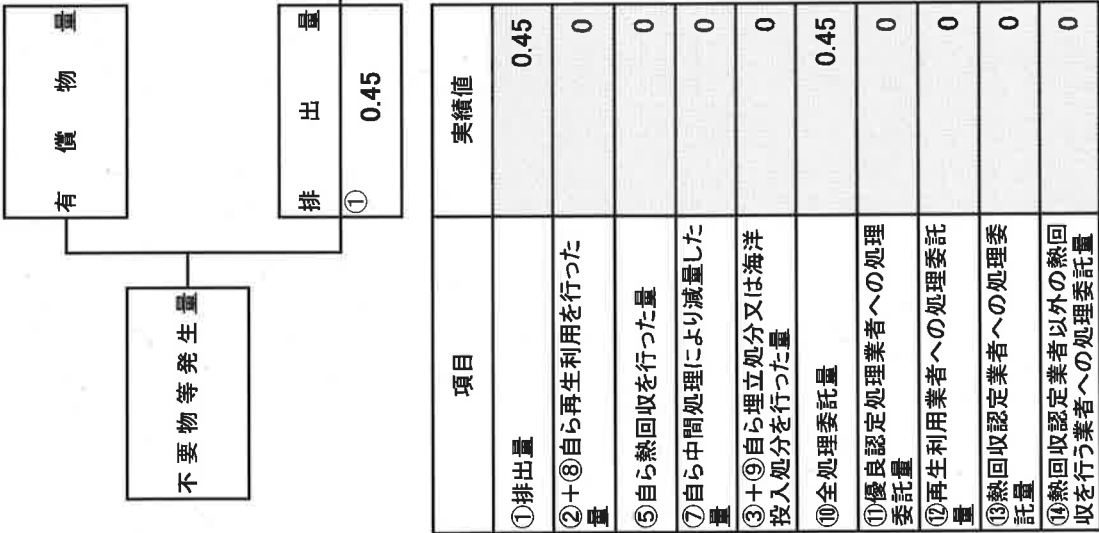 有償物量
不要物等発生量
排出量
①
0.45
項目 実績値
①排出量 0.45
②+⑧自ら再生利用を行った
量 0
⑤自ら熱回収を行った量 0
⑦自ら中間処理により減量した
量 0
③+⑨自ら埋立処分又は海洋
投入処分を行った量 0
⑩全処理委託量 0.45
⑪優良認定処理業者への処理
委託量 0
⑫再生利用業者への処理委託
量 0
⑬熱回収認定業者への処理委
託量 0
⑭熱回収認定業者以外の熱回
収を行う業者への処理委託量 0